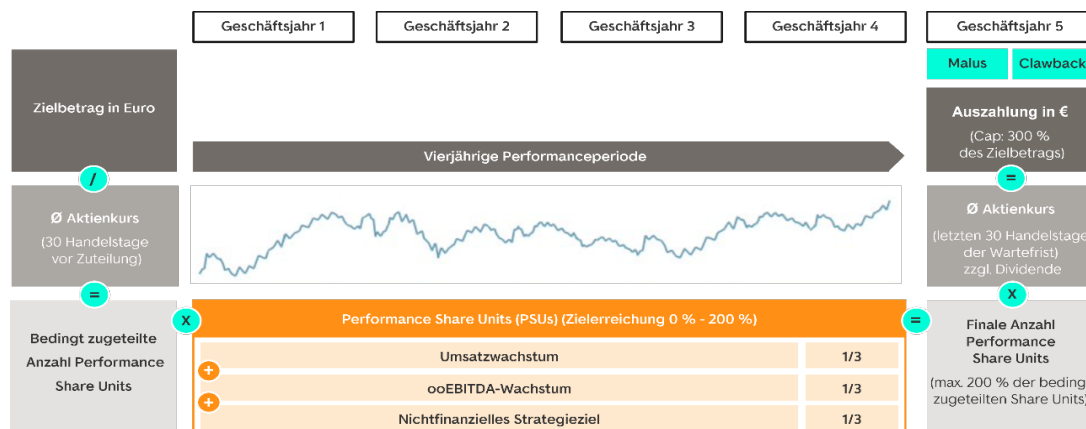 Geschäftsjahr 1
Geschäftsjahr 2
Geschäftsjahr 3
Geschäftsjahr 4
Geschäftsjahr 5
Malus
Clawback
Zielbetrag in Euro
Auszahlung in €
(Cap: 300 %
des Zielbetrags)
Vierjährige Performanceperiode
/
=
Ø Aktienkurs
(30 Handelstage
vor Zuteilung)
Ø Aktienkurs
(letzten 30 Handelstage
der Wartefrist)
zzgl. Dividende
=
X
X
Performance Share Units (PSUs) (Zielerreichung 0 % - 200 %)
=
Bedingt zugeteilte
Anzahl Performance
Share Units
Umsatzwachstum
1/3
+
ooEBITDA-Wachstum
1/3
+
Nichtfinanzielles Strategieziel
1/3
Finale Anzahl
Performance
Share Units
(max. 200 % der beding
zugeteilten Share Units)